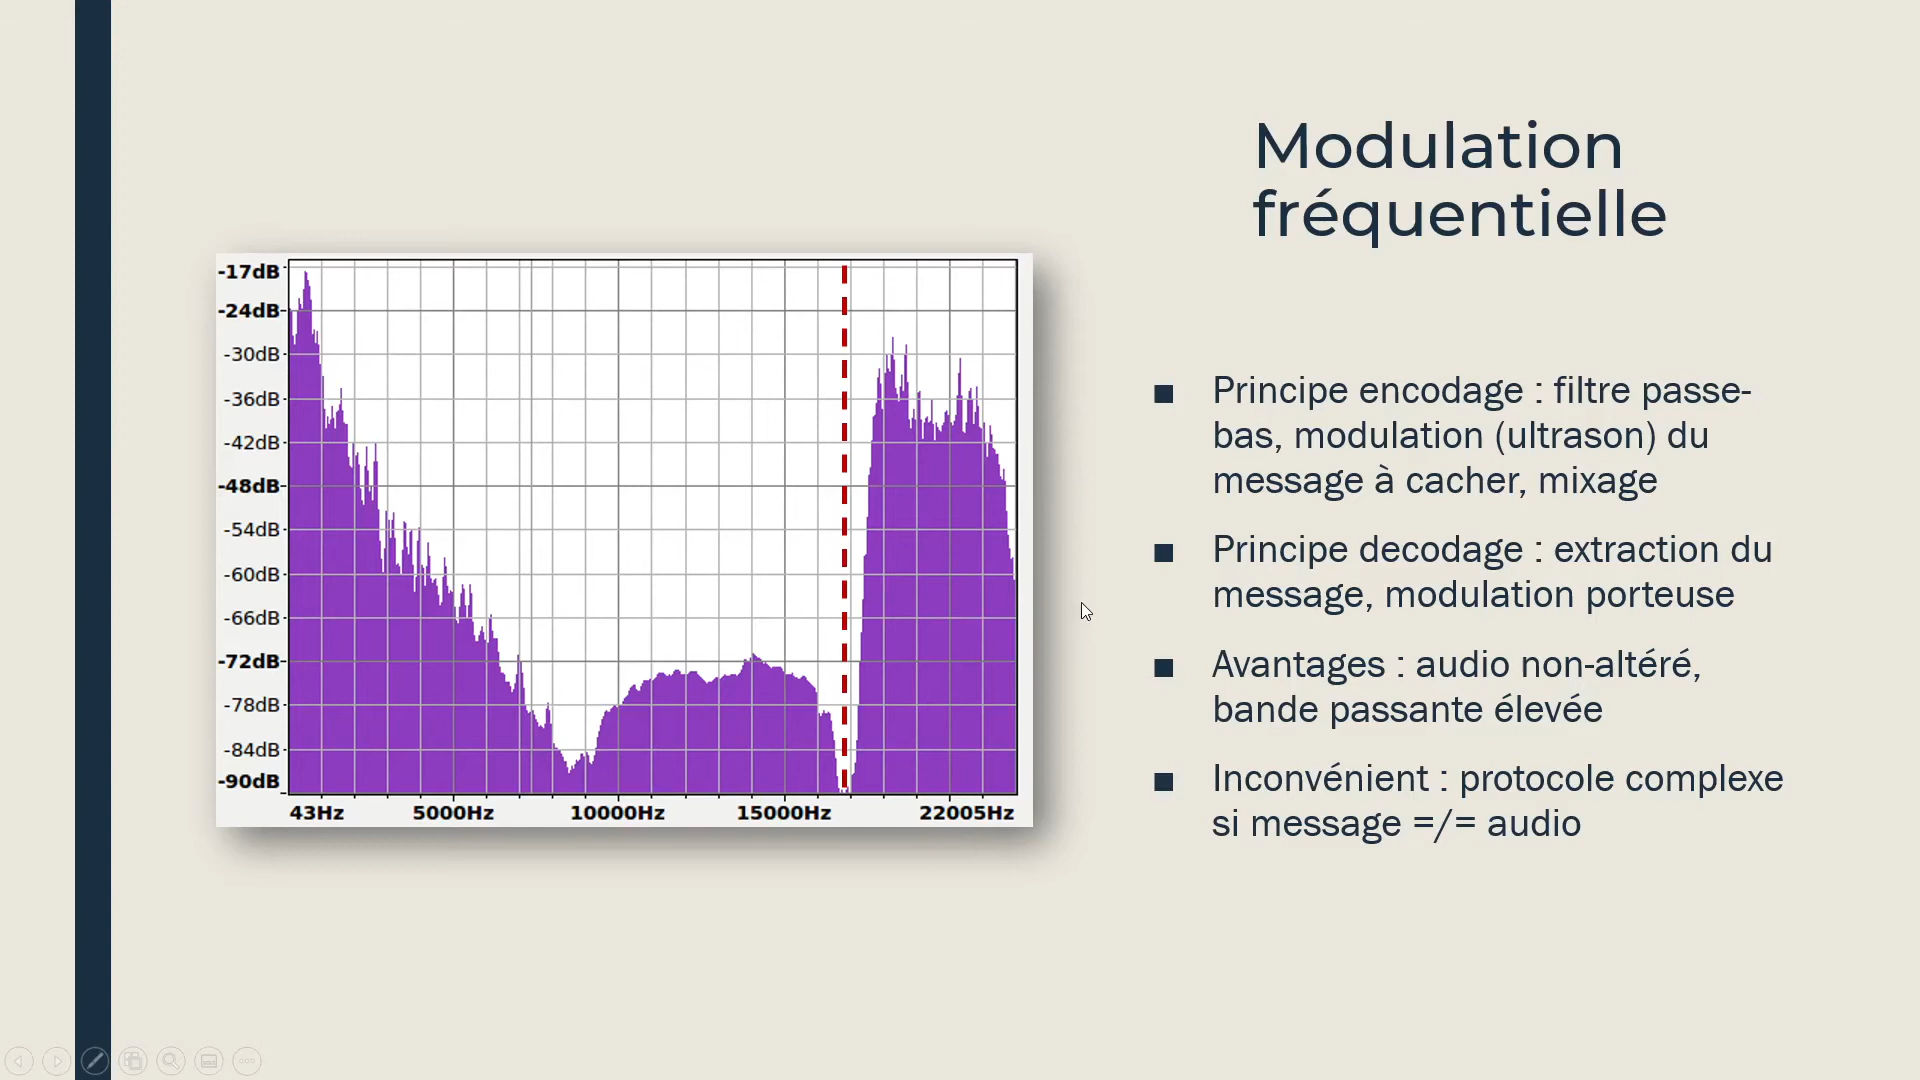 Modulation
fréquentielle
-17dB
-24dB
-30dB
-36dB
-42dB
-48dB
-54dB
-60dB
-66dB
-72dB
-78dB
-84dB
-90dB
43Hz 5000Hz 10000Hz 15000Hz 22005Hz
■ Principe encodage : filtre passe-
bas, modulation (ultrason) du
message à cacher, mixage
■ Principe decodage : extraction du
message, modulation porteuse
■ Avantages : audio non-altéré,
bande passante élevée
■ Inconvénient : protocole complexe
si message =/= audio